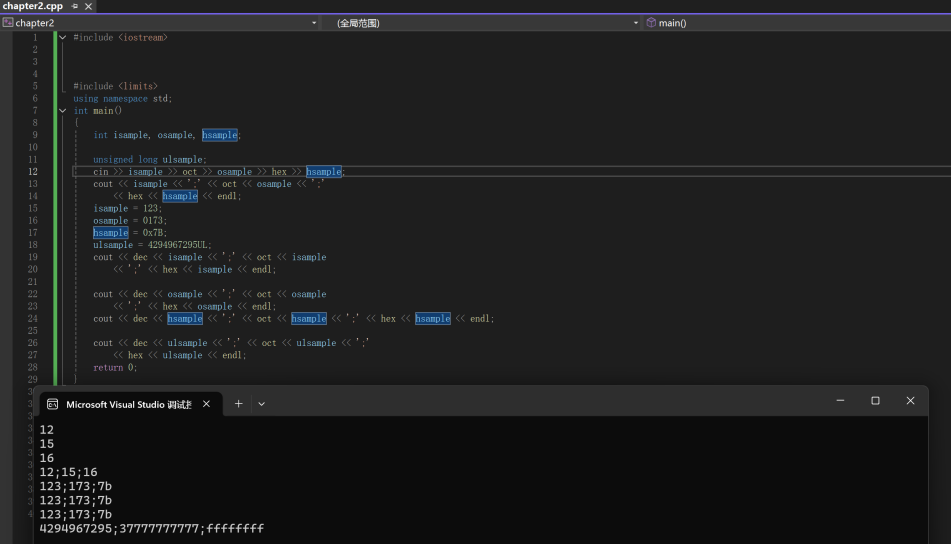 chapter2.cpp
chapter2 (全局范围) main()
1 #include <iostream>
2
3
4
5 #include <limits>
6 using namespace std;
7 int main()
8 {
9 int isample, osample, hsample;
10
11 unsigned long ulsample;
12 cin >> isample >> oct >> osample >> hex >> hsample;
13 cout << isample << ';' << oct << osample << ';'
14 << hex << hsample << endl;
15 isample = 123;
16 osample = 0173;
17 hsample = 0x7B;
18 ulsample = 4294967295UL;
19 cout << dec << isample << ';' << oct << isample
20 << ';' << hex << isample << endl;
21
22 cout << dec << osample << ';' << oct << osample
23 << ';' << hex << osample << endl;
24 cout << dec << hsample << ';' << oct << hsample << ';' << hex << hsample << endl;
25
26 cout << dec << ulsample << ';' << oct << ulsample << ';'
27 << hex << ulsample << endl;
28 return 0;
29 }
Microsoft Visual Studio 调试
12
15
16
12;15;16
123;173;7b
123;173;7b
123;173;7b
4294967295;37777777777;ffffffff